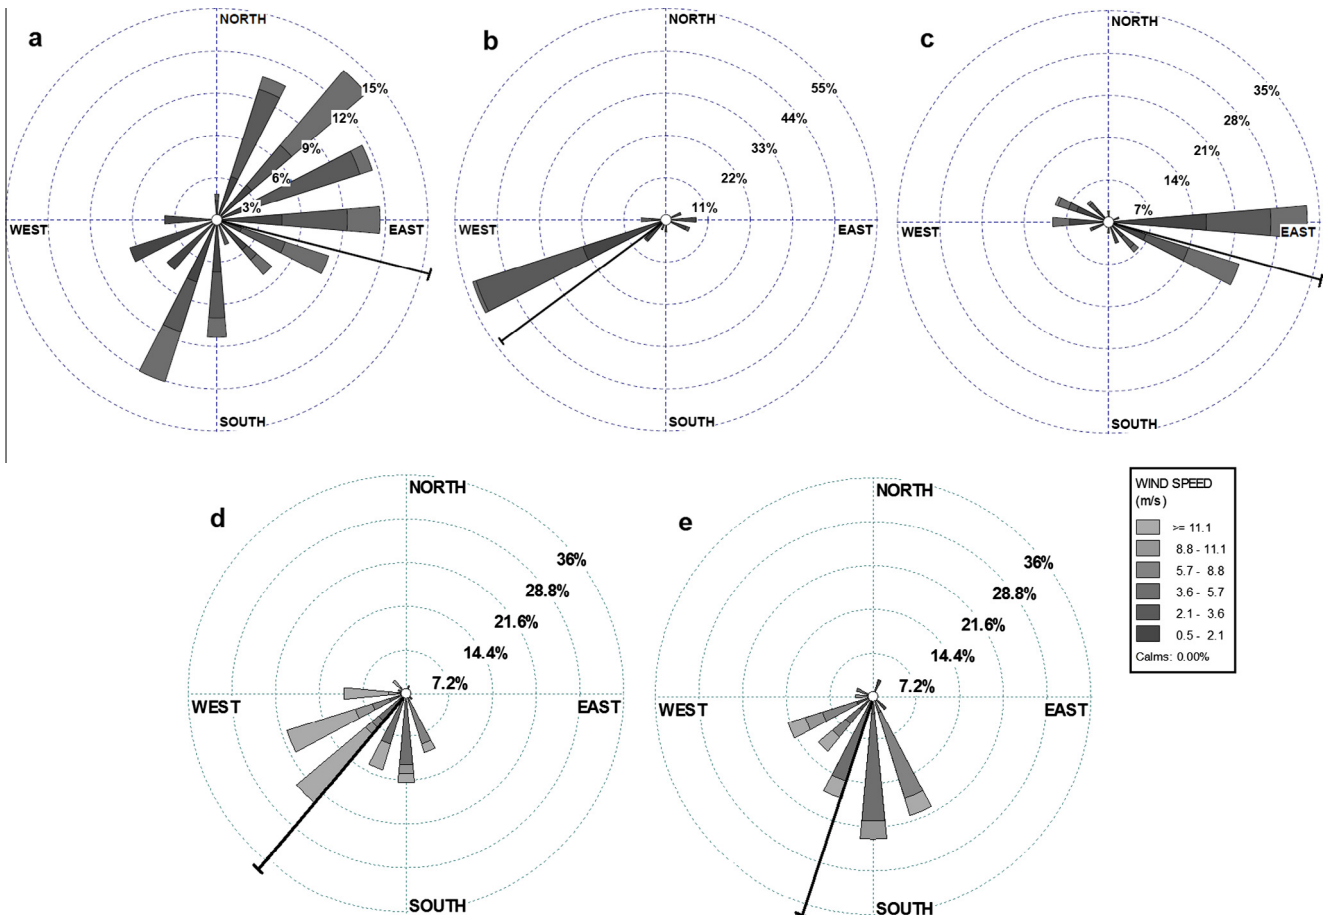 a
NORTH
15%
12%
9%
6%
3%
WEST
EAST
SOUTH
b
NORTH
55%
44%
33%
22%
11%
WEST
EAST
SOUTH
c
NORTH
35%
28%
21%
14%
7%
WEST
EAST
SOUTH
d
NORTH
36%
28.8%
21.6%
14.4%
7.2%
WEST
EAST
SOUTH
e
NORTH
36%
28.8%
21.6%
14.4%
7.2%
WEST
EAST
SOUTH
WIND SPEED
(m/s)
>= 11.1
8.8 - 11.1
5.7 - 8.8
3.6 - 5.7
2.1 - 3.6
0.5 - 2.1
Calms: 0.00%